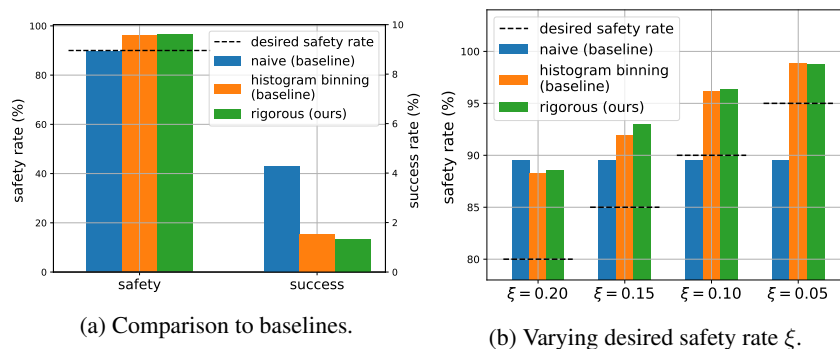 100
80
60
40
20
0
safety rate (%)
10
8
6
4
2
0
success rate (%)
desired safety rate
naive (baseline)
histogram binning
(baseline)
rigorous (ours)
safety
success
(a) Comparison to baselines.
100
95
90
85
80
safety rate (%)
desired safety rate
naive (baseline)
histogram binning
(baseline)
rigorous (ours)
ξ = 0.20
ξ = 0.15
ξ = 0.10
ξ = 0.05
(b) Varying desired safety rate ξ.